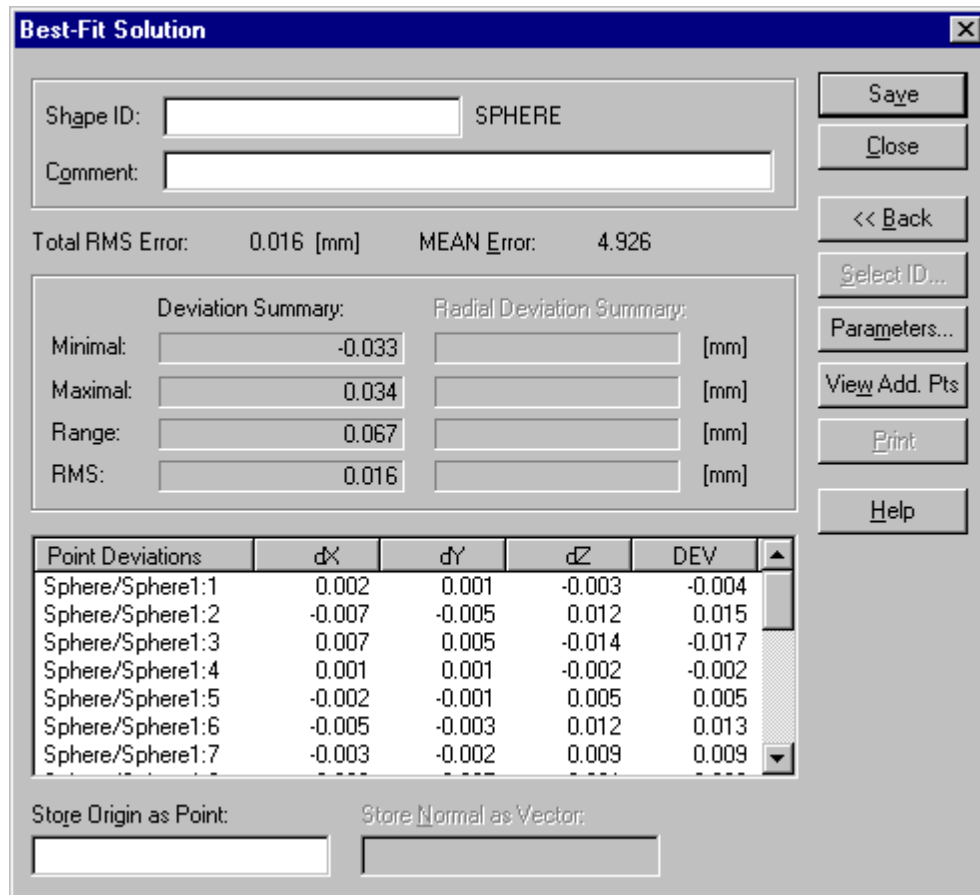 Best-Fit Solution
Shape ID: SPHERE
Comment:
Total RMS Error: 0.016 [mm] MEAN Error: 4.926
Deviation Summary: Radial Deviation Summary:
Minimal: -0.033 [mm]
Maximal: 0.034 [mm]
Range: 0.067 [mm]
RMS: 0.016 [mm]
Point Deviations dX dY dZ DEV
Sphere/Sphere1:1 0.002 0.001 -0.003 -0.004
Sphere/Sphere1:2 -0.007 -0.005 0.012 0.015
Sphere/Sphere1:3 0.007 0.005 -0.014 -0.017
Sphere/Sphere1:4 0.001 0.001 -0.002 -0.002
Sphere/Sphere1:5 -0.002 -0.001 0.005 0.005
Sphere/Sphere1:6 -0.005 -0.003 0.012 0.013
Sphere/Sphere1:7 -0.003 -0.002 0.009 0.009
Store Origin as Point: Store Normal as Vector:
Save
Close
<< Back
Select ID...
Parameters...
View Add. Pts
Print
Help